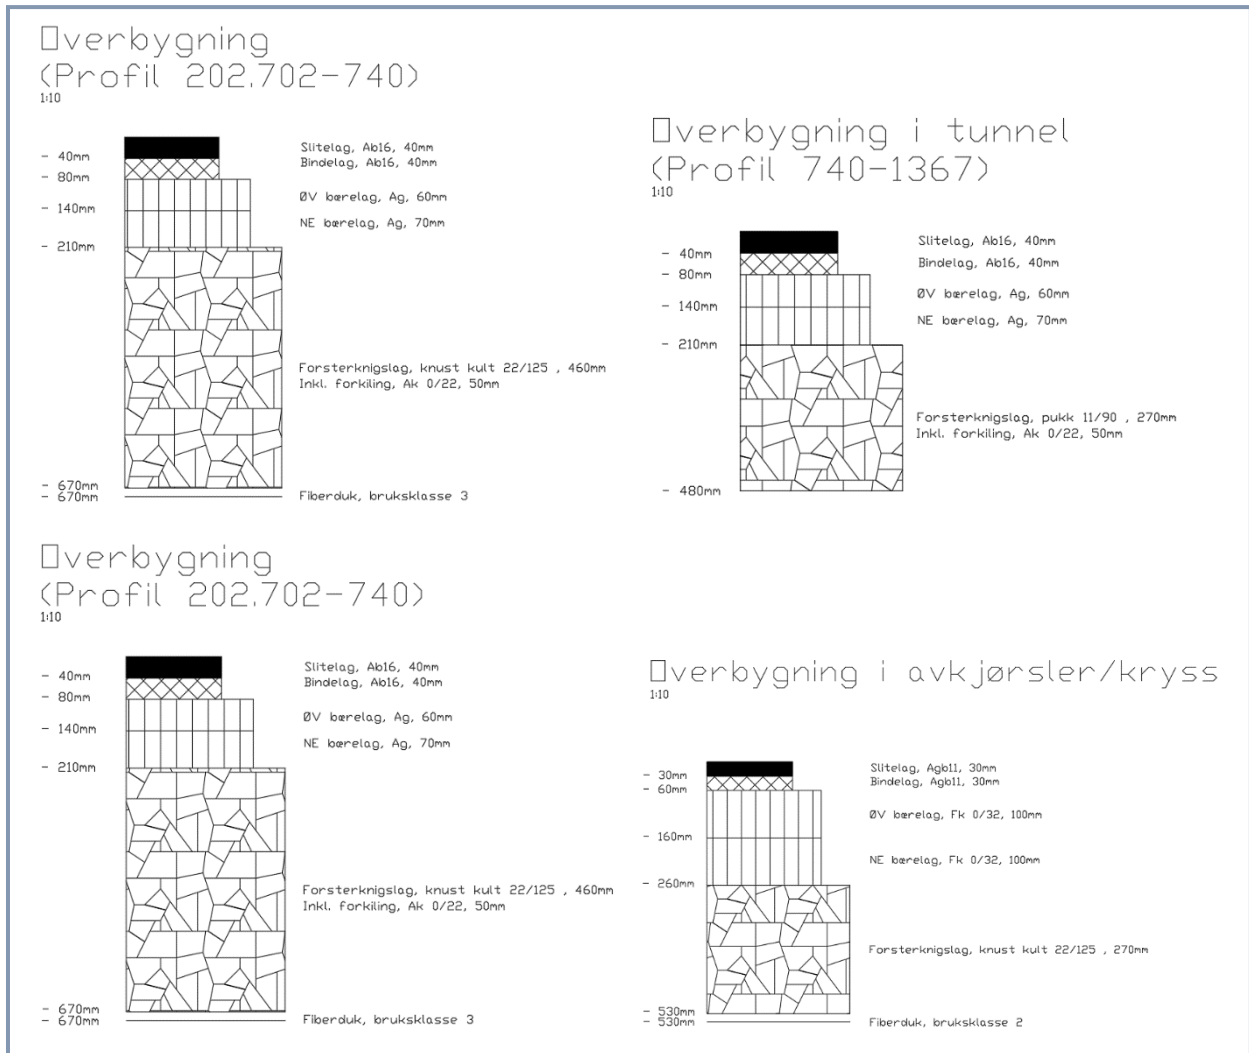 Overbygning
(Profil 202.702-740)
1:10
- 40mm
- 80mm
- 140mm
- 210mm
- 670mm
- 670mm
Slitelag, Ab16, 40mm
Bindelag, Ab16, 40mm
ØV bærelag, Ag, 60mm
NE bærelag, Ag, 70mm
Forsterknigslag, knust kult 22/125 , 460mm
Inkl. forkiling, Ak 0/22, 50mm
Fiberduk, bruksklasse 3
Overbygning i tunnel
(Profil 740-1367)
1:10
- 40mm
- 80mm
- 140mm
- 210mm
- 480mm
Slitelag, Ab16, 40mm
Bindelag, Ab16, 40mm
ØV bærelag, Ag, 60mm
NE bærelag, Ag, 70mm
Forsterknigslag, pukk 11/90 , 270mm
Inkl. forkiling, Ak 0/22, 50mm
Overbygning
(Profil 202.702-740)
1:10
- 40mm
- 80mm
- 140mm
- 210mm
- 670mm
- 670mm
Slitelag, Ab16, 40mm
Bindelag, Ab16, 40mm
ØV bærelag, Ag, 60mm
NE bærelag, Ag, 70mm
Forsterknigslag, knust kult 22/125 , 460mm
Inkl. forkiling, Ak 0/22, 50mm
Fiberduk, bruksklasse 3
Overbygning i avkjørsler/kryss
1:10
- 30mm
- 60mm
- 160mm
- 260mm
- 530mm
- 530mm
Slitelag, Agb11, 30mm
Bindelag, Agb11, 30mm
ØV bærelag, Fk 0/32, 100mm
NE bærelag, Fk 0/32, 100mm
Forsterknigslag, knust kult 22/125 , 270mm
Fiberduk, bruksklasse 2